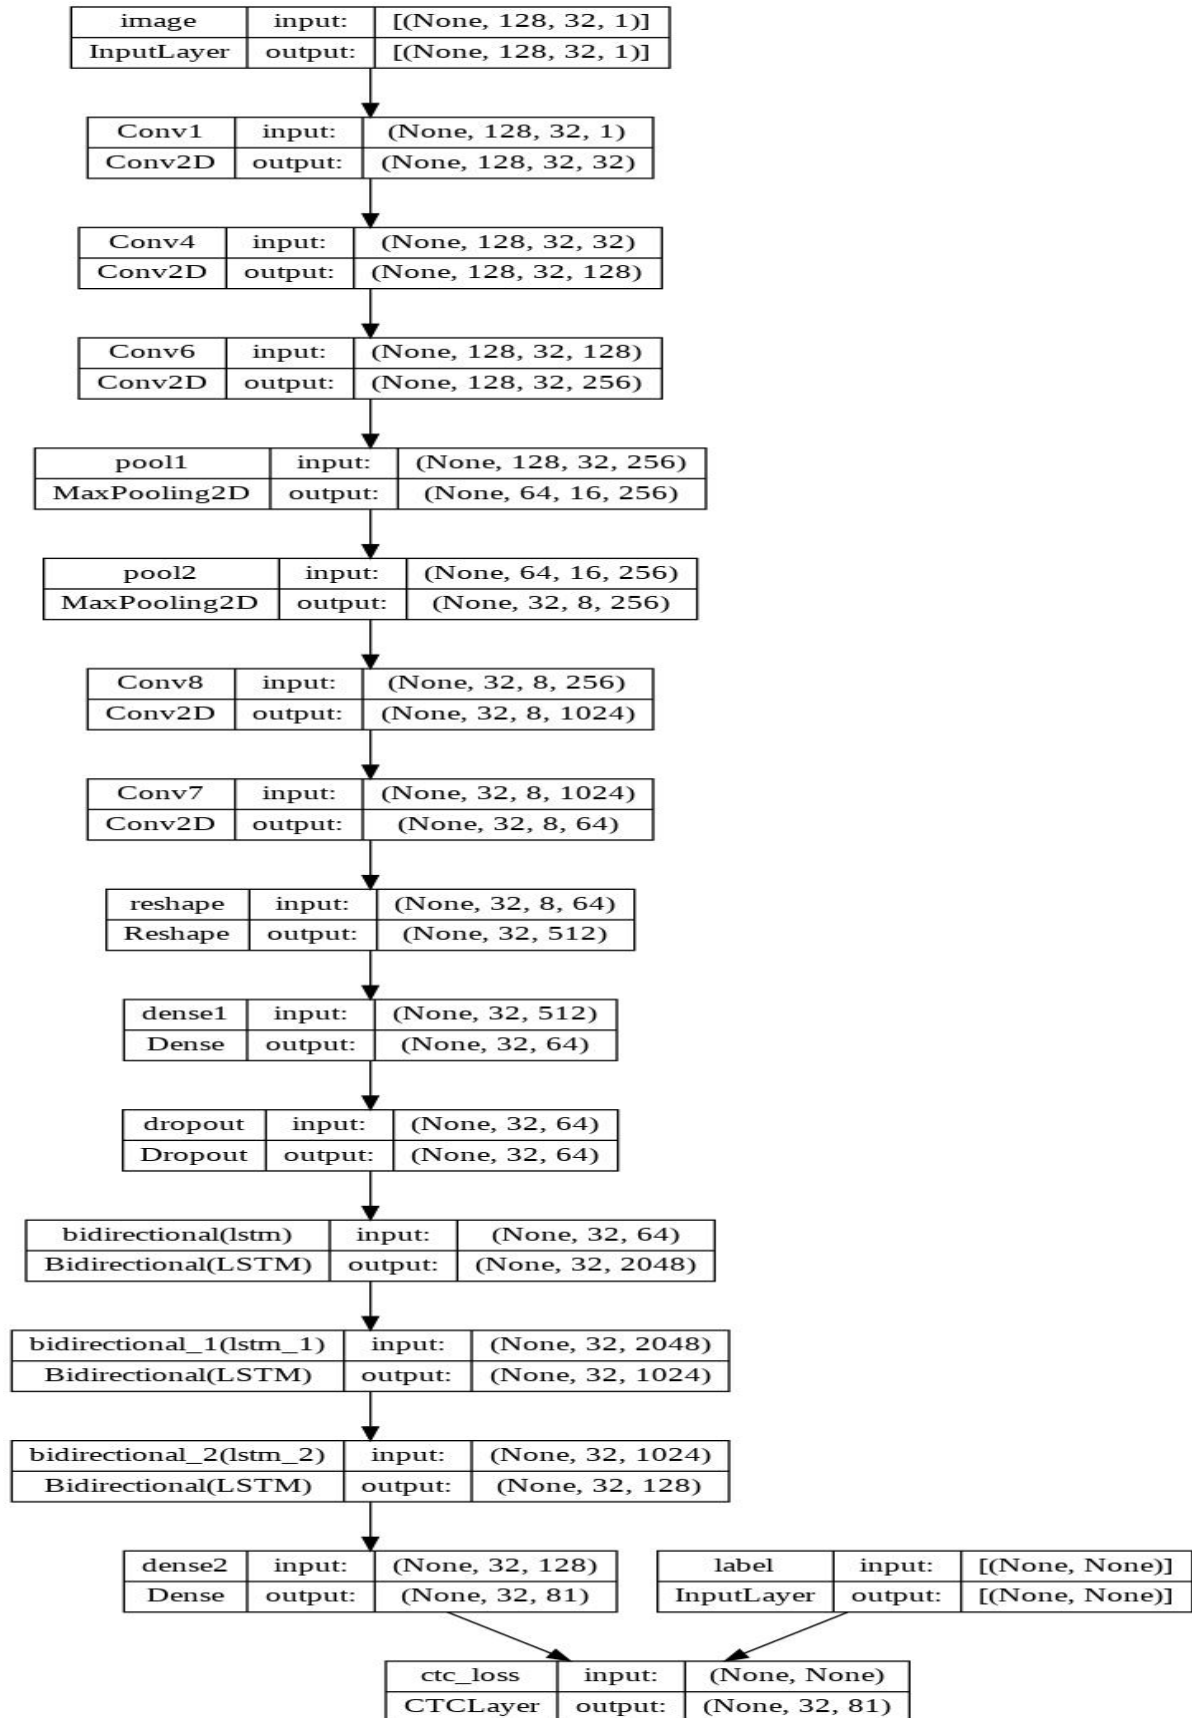 image input: [(None, 128, 32, 1)]
InputLayer output: [(None, 128, 32, 1)]
Conv1 input: (None, 128, 32, 1)
Conv2D output: (None, 128, 32, 32)
Conv4 input: (None, 128, 32, 32)
Conv2D output: (None, 128, 32, 128)
Conv6 input: (None, 128, 32, 128)
Conv2D output: (None, 128, 32, 256)
pool1 input: (None, 128, 32, 256)
MaxPooling2D output: (None, 64, 16, 256)
pool2 input: (None, 64, 16, 256)
MaxPooling2D output: (None, 32, 8, 256)
Conv8 input: (None, 32, 8, 256)
Conv2D output: (None, 32, 8, 1024)
Conv7 input: (None, 32, 8, 1024)
Conv2D output: (None, 32, 8, 64)
reshape input: (None, 32, 8, 64)
Reshape output: (None, 32, 512)
dense1 input: (None, 32, 512)
Dense output: (None, 32, 64)
dropout input: (None, 32, 64)
Dropout output: (None, 32, 64)
bidirectional(lstm) input: (None, 32, 64)
Bidirectional(LSTM) output: (None, 32, 2048)
bidirectional_1(lstm_1) input: (None, 32, 2048)
Bidirectional(LSTM) output: (None, 32, 1024)
bidirectional_2(lstm_2) input: (None, 32, 1024)
Bidirectional(LSTM) output: (None, 32, 128)
dense2 input: (None, 32, 128) label input: [(None, None)]
Dense output: (None, 32, 81) InputLayer output: [(None, None)]
ctc_loss input: (None, None)
CTCLayer output: (None, 32, 81)